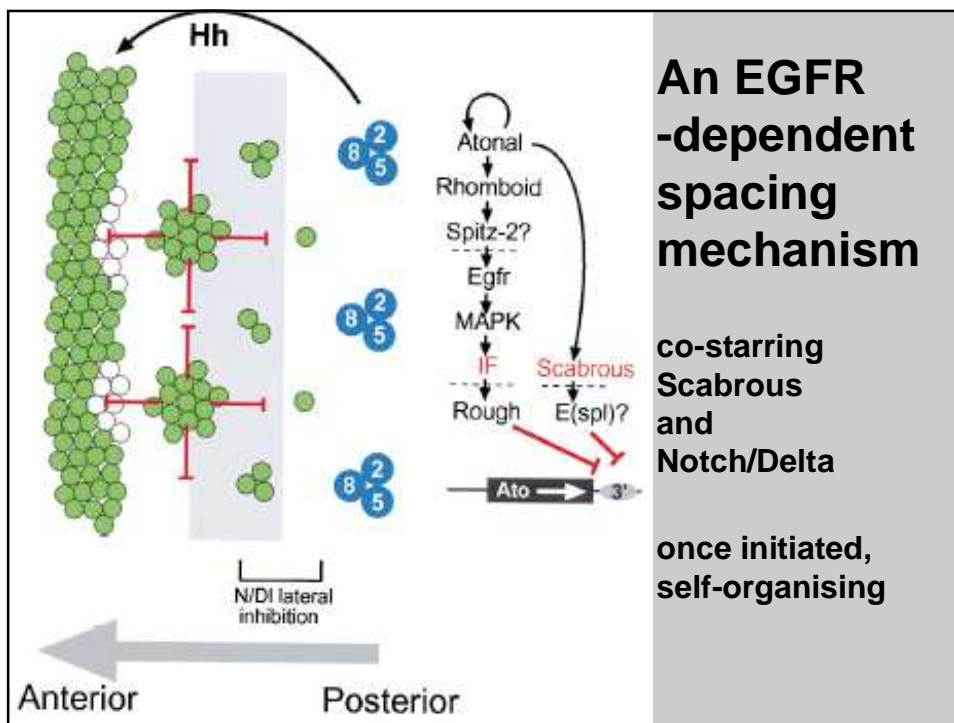 Hh
8 2
5
8 2
5
8 2
5
N/Dl lateral
inhibition
Anterior
Posterior
Atonal
Rhomboid
Spitz-2?
Egfr
MAPK
IF
Scabrous
Rough
E(spl)?
Ato
3'
An EGFR
-dependent
spacing
mechanism
co-starring
Scabrous
and
Notch/Delta
once initiated,
self-organising